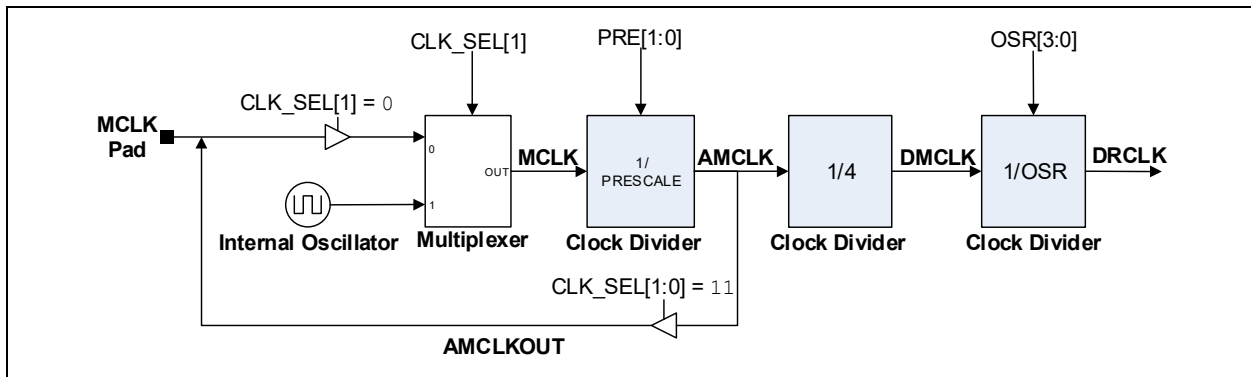 CLK_SEL[1]
PRE[1:0]
OSR[3:0]
CLK_SEL[1] = 0
MCLK
Pad
0
OUT
1
MCLK
1/
PRESCALE
AMCLK
1/4
DMCLK
1/OSR
DRCLK
Internal Oscillator
Multiplexer
Clock Divider
Clock Divider
Clock Divider
CLK_SEL[1:0] = 11
AMCLKOUT